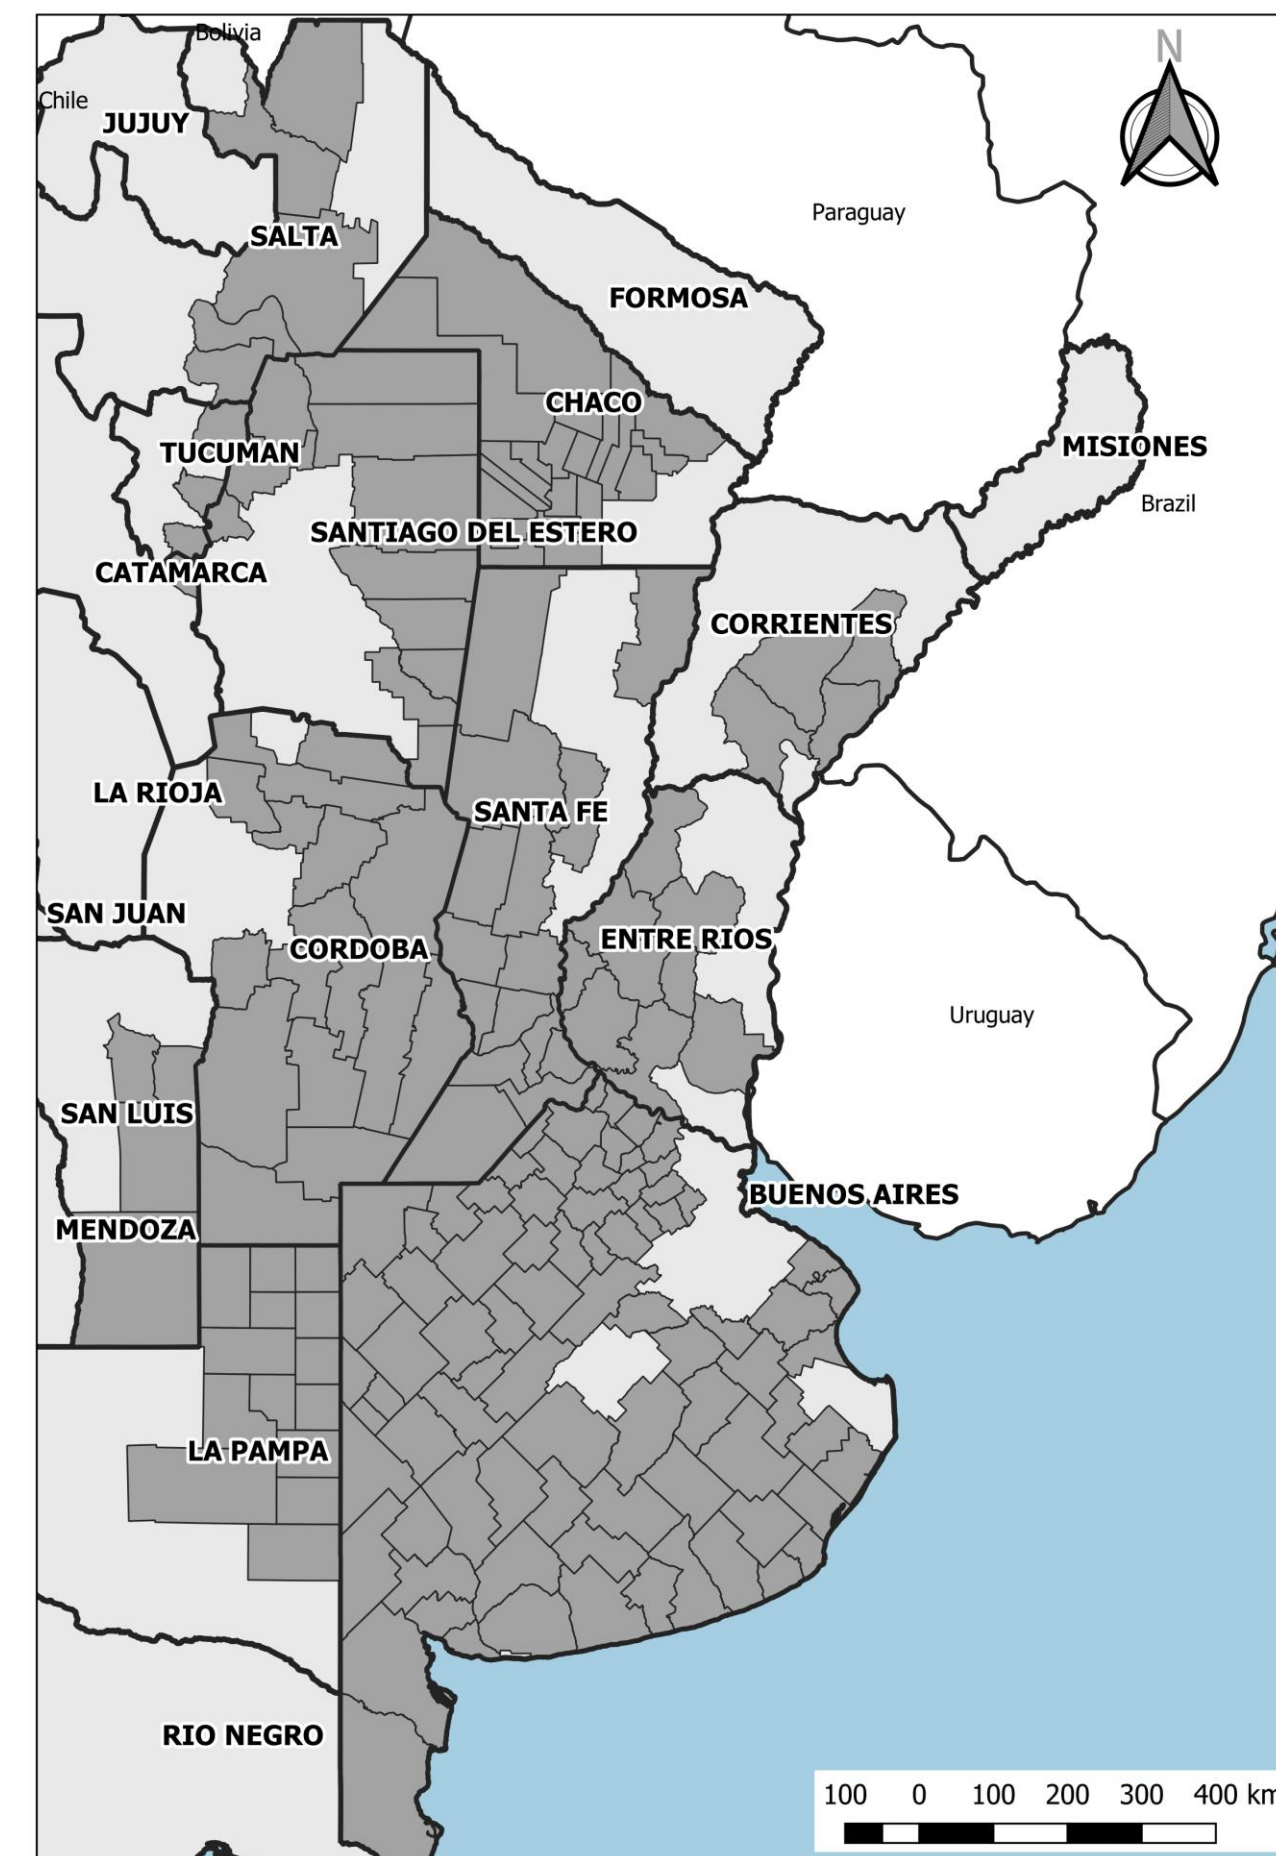 Bolivia
N
Chile
JUJUY
Paraguay
SALTA
FORMOSA
CHACO
TUCUMAN
MISIONES
Brazil
SANTIAGO DEL ESTERO
CATAMARCA
CORRIENTES
LA RIOJA
SANTA FE
SAN JUAN
ENTRE RIOS
CORDOBA
Uruguay
SAN LUIS
BUENOS AIRES
MENDOZA
LA PAMPA
RIO NEGRO
100 0 100 200 300 400 km